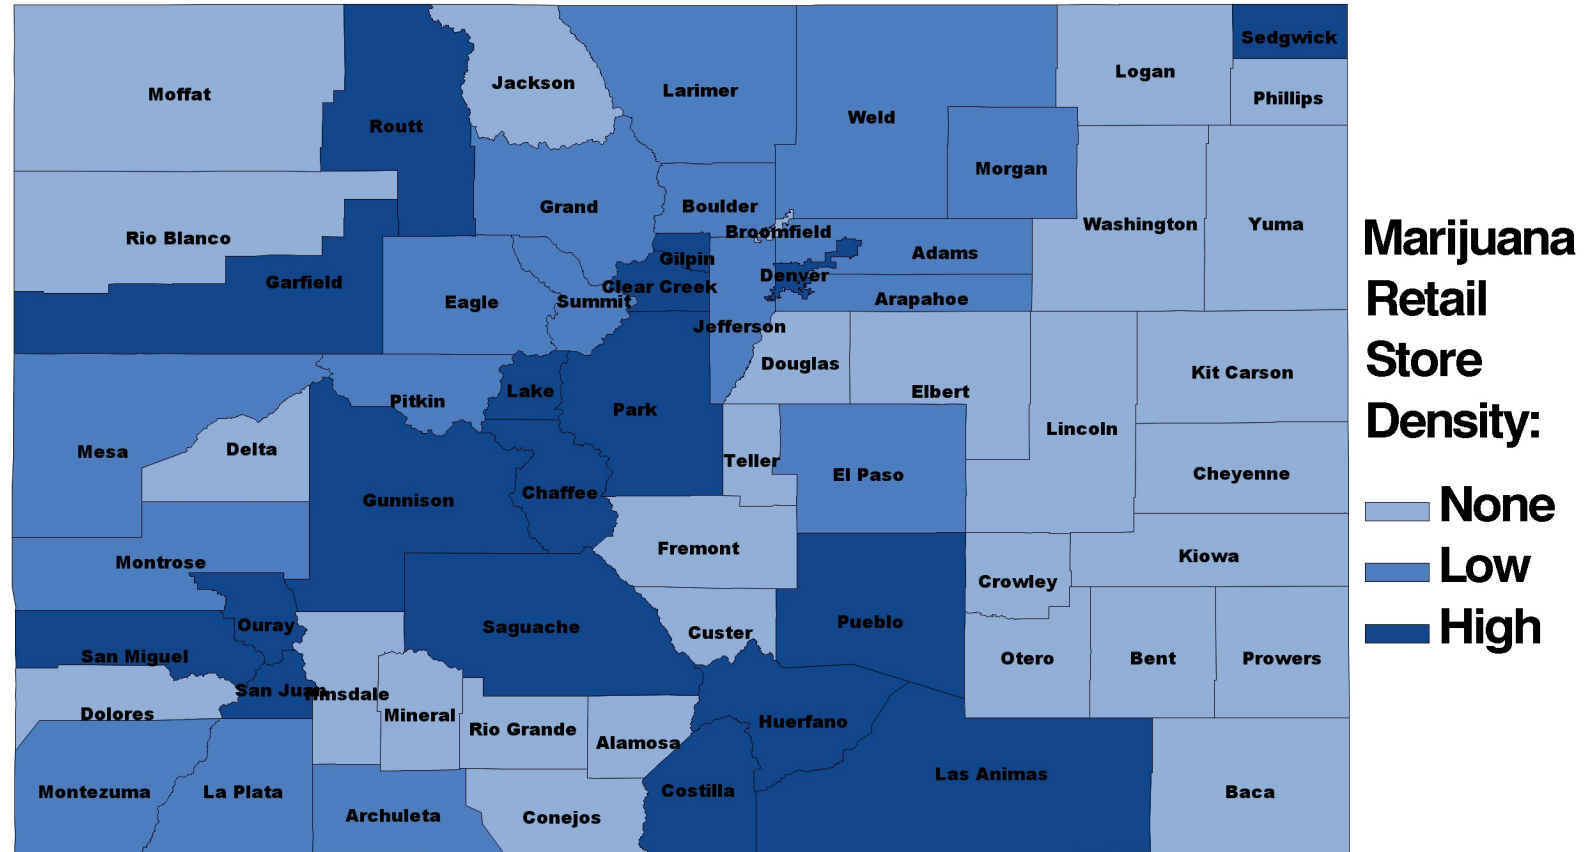 Sedgwick
Logan
Jackson
Larimer
Moffat
Phillips
Weld
Routt
Morgan
Grand
Boulder
Washington
Yuma
Broomfield
Rio Blanco
Adams
Gilpin
Denver
Garfield
Clear Creek
Eagle
Summit
Arapahoe
Jefferson
Douglas
Kit Carson
Lake
Elbert
Pitkin
Park
Lincoln
Delta
Mesa
Teller
El Paso
Cheyenne
Chaffee
Gunnison
Fremont
Kiowa
Montrose
Crowley
Pueblo
Ouray
Saguache
Custer
San Miguel
Otero
Bent
Prowers
San Juan
Hinsdale
Dolores
Mineral
Huerfano
Rio Grande
Alamosa
Las Animas
Montezuma
La Plata
Costilla
Baca
Archuleta
Conejos
Marijuana
Retail
Store
Density:
None
Low
High